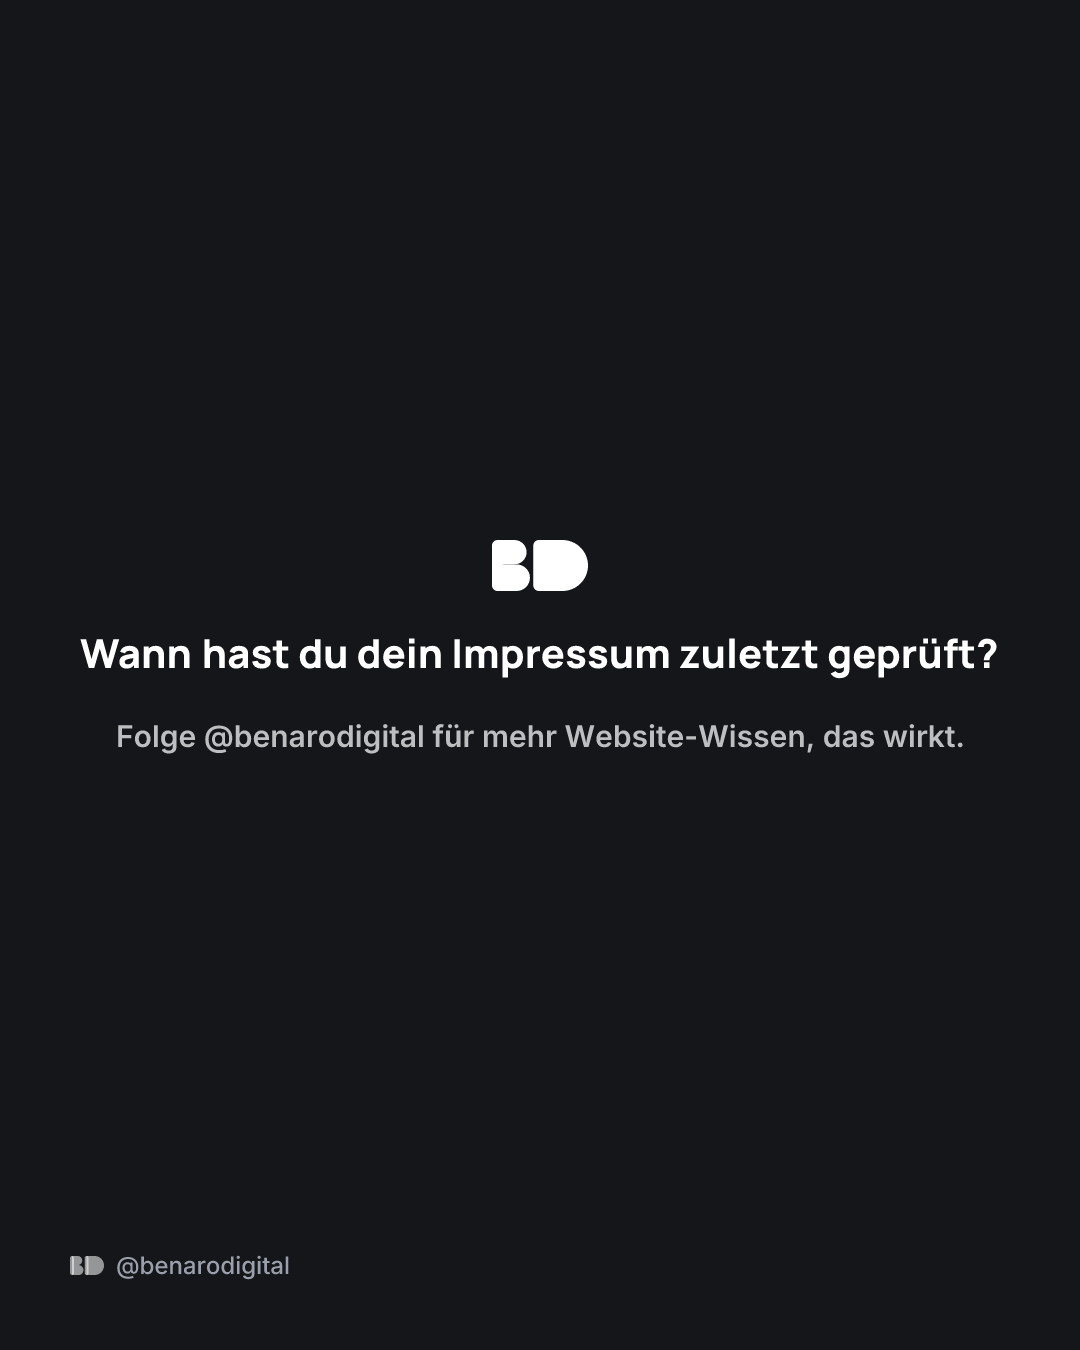 BD
Wann hast du dein Impressum zuletzt geprüft?
Folge @benarodigital für mehr Website-Wissen, das wirkt.
BD @benarodigital